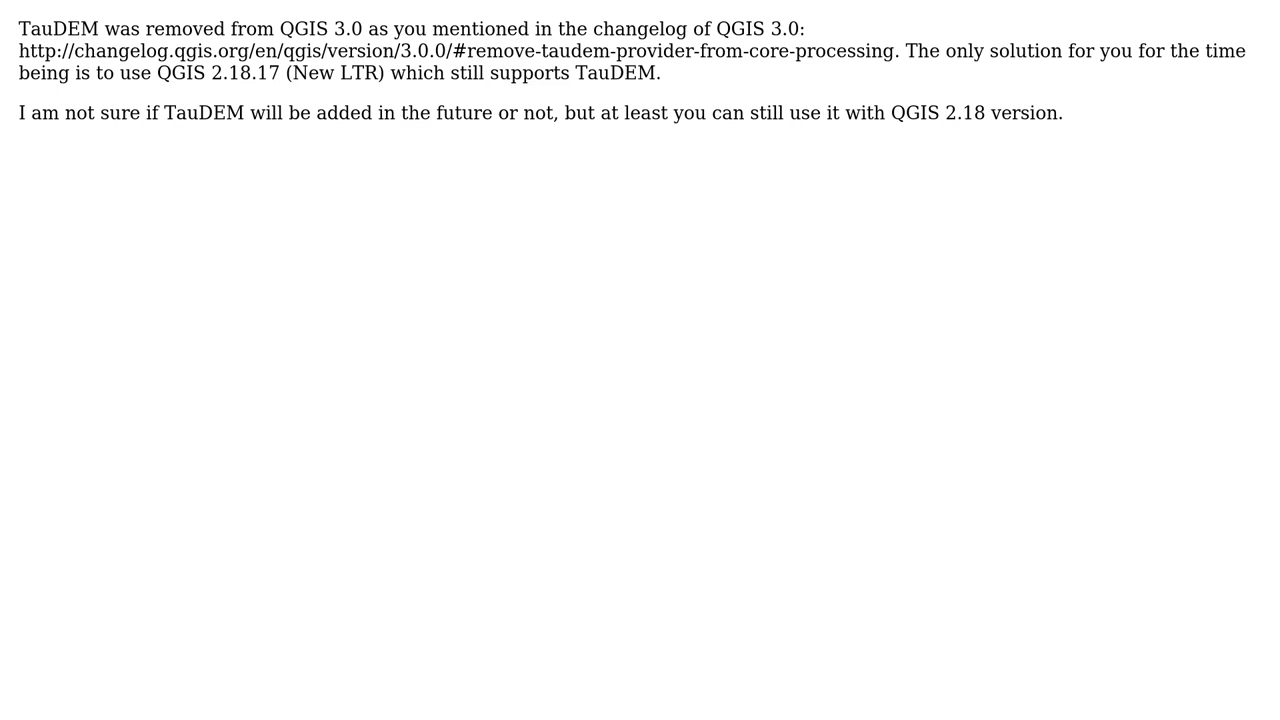 TauDEM was removed from QGIS 3.0 as you mentioned in the changelog of QGIS 3.0:
http://changelog.qgis.org/en/qgis/version/3.0.0/#remove-taudem-provider-from-core-processing. The only solution for you for the time
being is to use QGIS 2.18.17 (New LTR) which still supports TauDEM.
I am not sure if TauDEM will be added in the future or not, but at least you can still use it with QGIS 2.18 version.